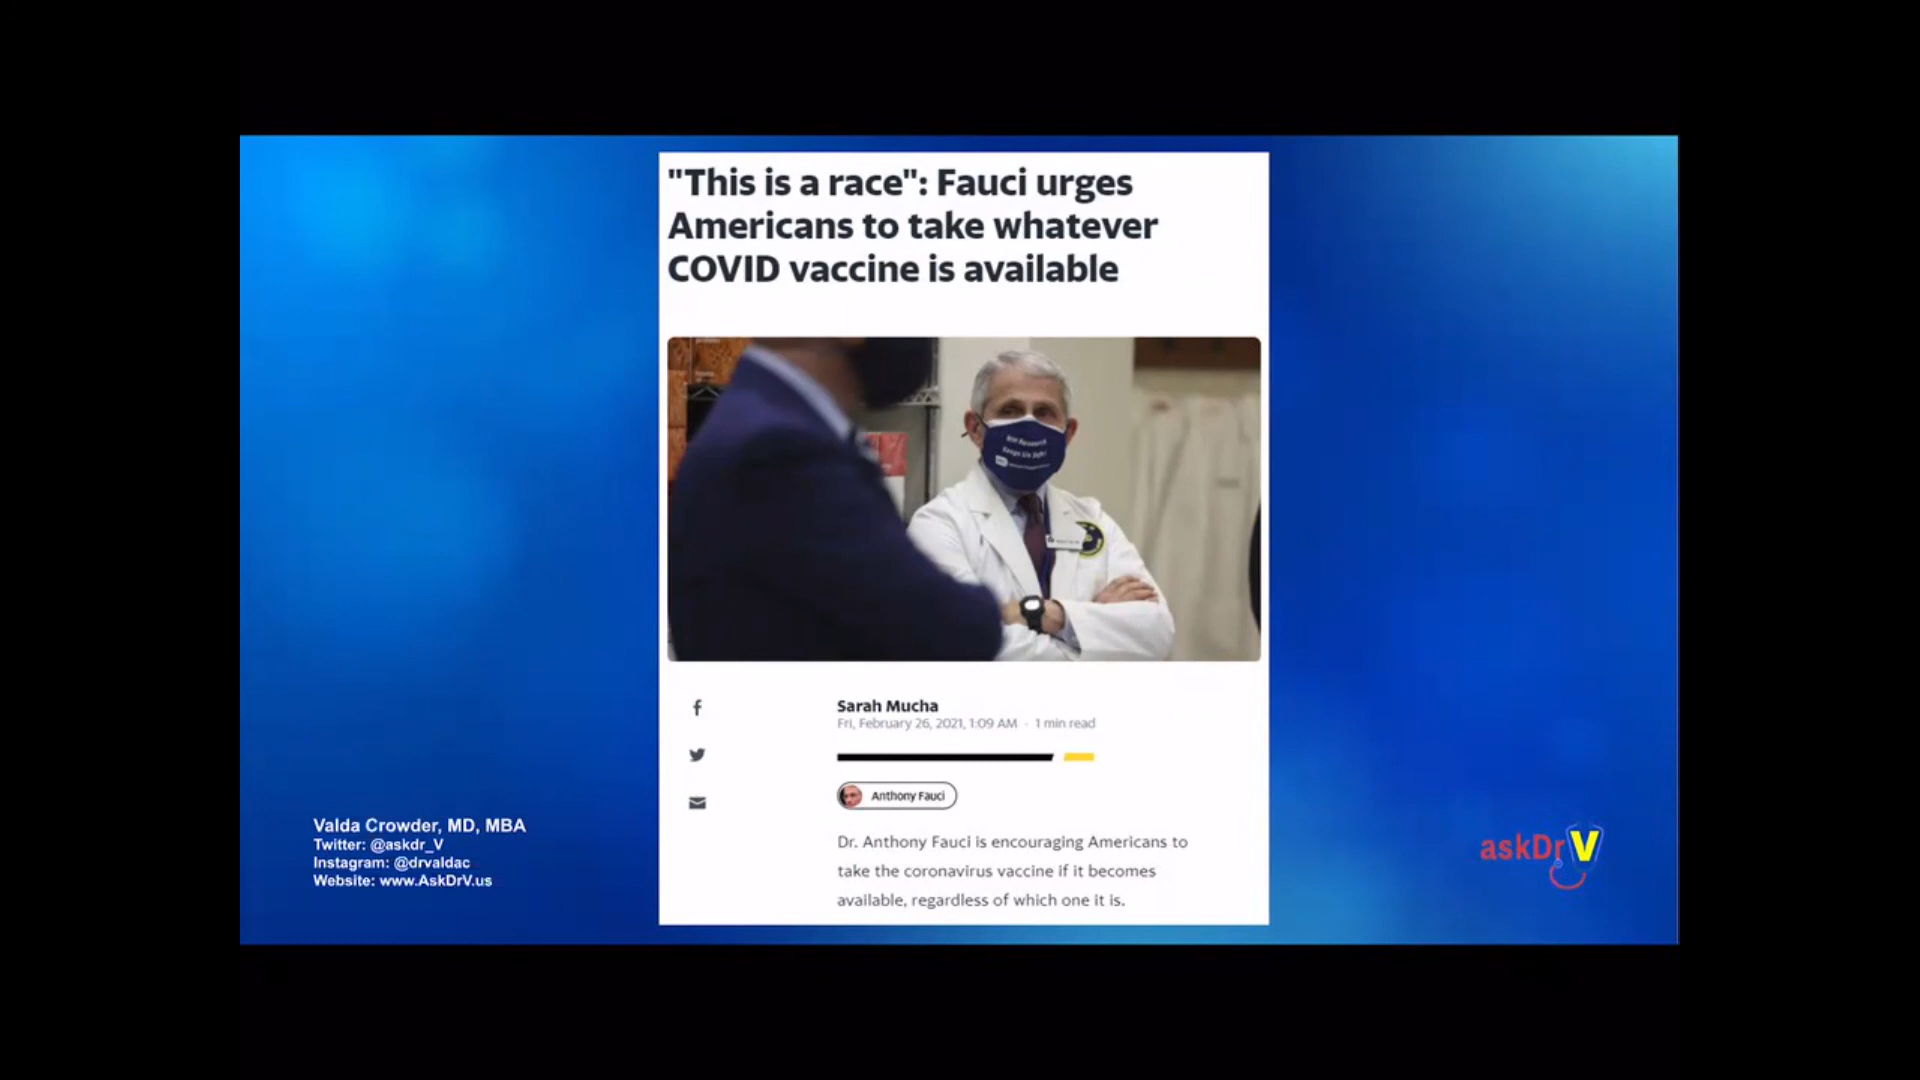 "This is a race": Fauci urges
Americans to take whatever
COVID vaccine is available
Sarah Mucha
Fri, February 26, 2021, 1:09 AM · 1 min read
Anthony Fauci
Dr. Anthony Fauci is encouraging Americans to
take the coronavirus vaccine if it becomes
available, regardless of which one it is.
Valda Crowder, MD, MBA
Twitter: @askdr_V
Instagram: @drvaldac
Website: www.AskDrV.us
askDrV